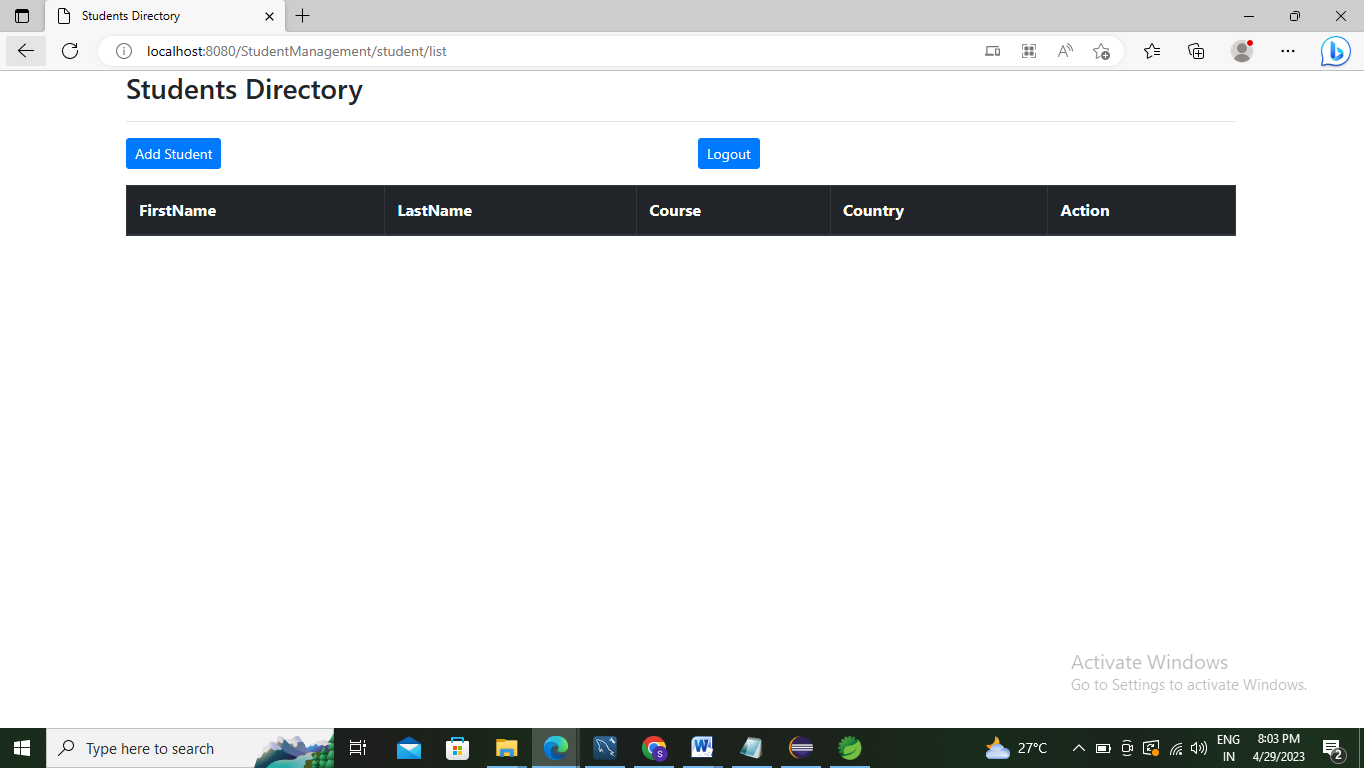 Students Directory
localhost:8080/StudentManagement/student/list
Students Directory
Add Student
Logout
FirstName
LastName
Course
Country
Action
Activate Windows
Go to Settings to activate Windows.
Type here to search
S
W
27°C
ENG
IN
8:03 PM
4/29/2023
2